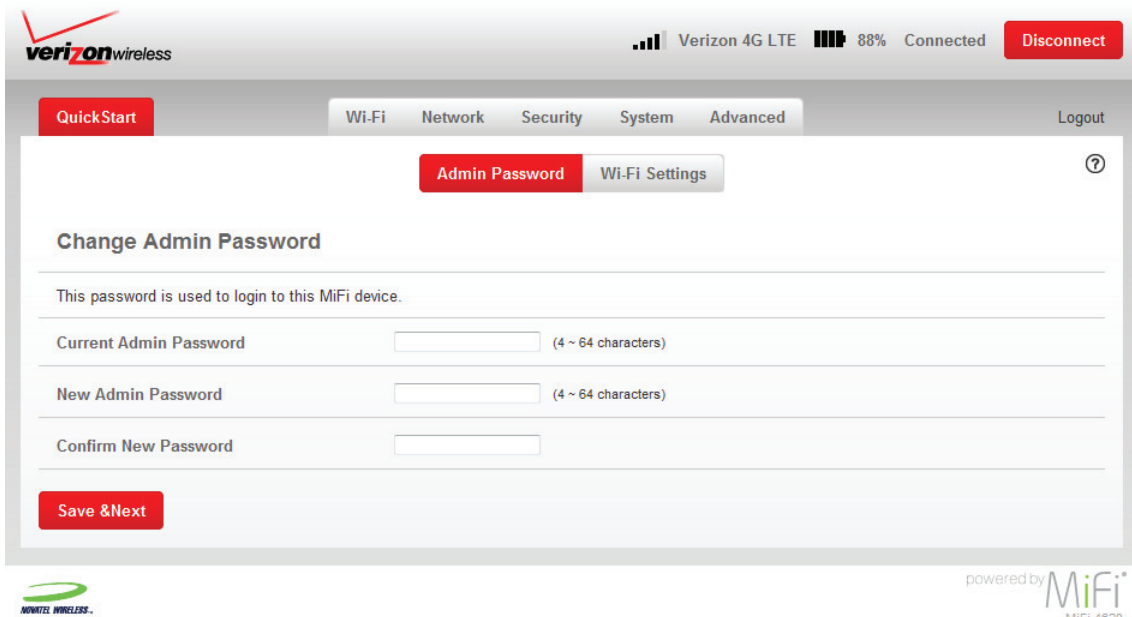 verizonwireless
Verizon 4G LTE 88% Connected Disconnect
QuickStart Wi-Fi Network Security System Advanced Logout
Admin Password Wi-Fi Settings ?
Change Admin Password
This password is used to login to this MiFi device.
Current Admin Password (4 ~ 64 characters)
New Admin Password (4 ~ 64 characters)
Confirm New Password
Save &Next
NOVATEL WIRELESS
powered by MiFi